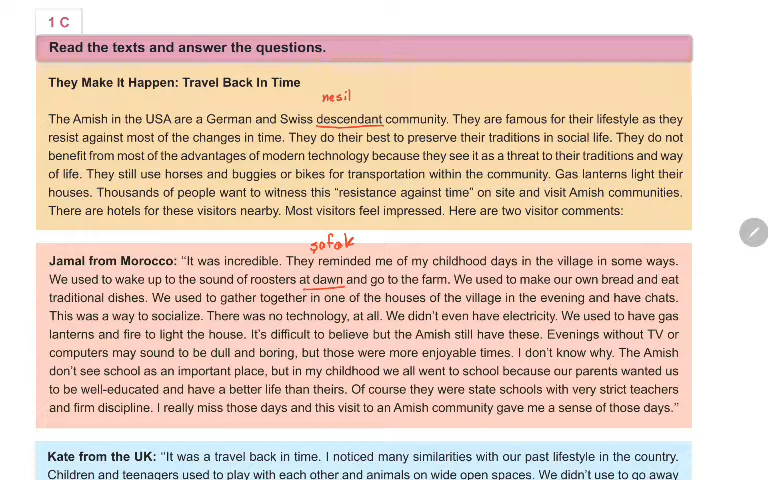 1 C
Read the texts and answer the questions.
They Make It Happen: Travel Back In Time
nesil
The Amish in the USA are a German and Swiss descendant community. They are famous for their lifestyle as they
resist against most of the changes in time. They do their best to preserve their traditions in social life. They do not
benefit from most of the advantages of modern technology because they see it as a threat to their traditions and way
of life. They still use horses and buggies or bikes for transportation within the community. Gas lanterns light their
houses. Thousands of people want to witness this “resistance against time” on site and visit Amish communities.
There are hotels for these visitors nearby. Most visitors feel impressed. Here are two visitor comments:
şafak
Jamal from Morocco: “It was incredible. They reminded me of my childhood days in the village in some ways.
We used to wake up to the sound of roosters at dawn and go to the farm. We used to make our own bread and eat
traditional dishes. We used to gather together in one of the houses of the village in the evening and have chats.
This was a way to socialize. There was no technology, at all. We didn’t even have electricity. We used to have gas
lanterns and fire to light the house. It’s difficult to believe but the Amish still have these. Evenings without TV or
computers may sound to be dull and boring, but those were more enjoyable times. I don’t know why. The Amish
don’t see school as an important place, but in my childhood we all went to school because our parents wanted us
to be well-educated and have a better life than theirs. Of course they were state schools with very strict teachers
and firm discipline. I really miss those days and this visit to an Amish community gave me a sense of those days.”
Kate from the UK: “It was a travel back in time. I noticed many similarities with our past lifestyle in the country.
Children and teenagers used to play with each other and animals on wide open spaces. We didn’t use to go away